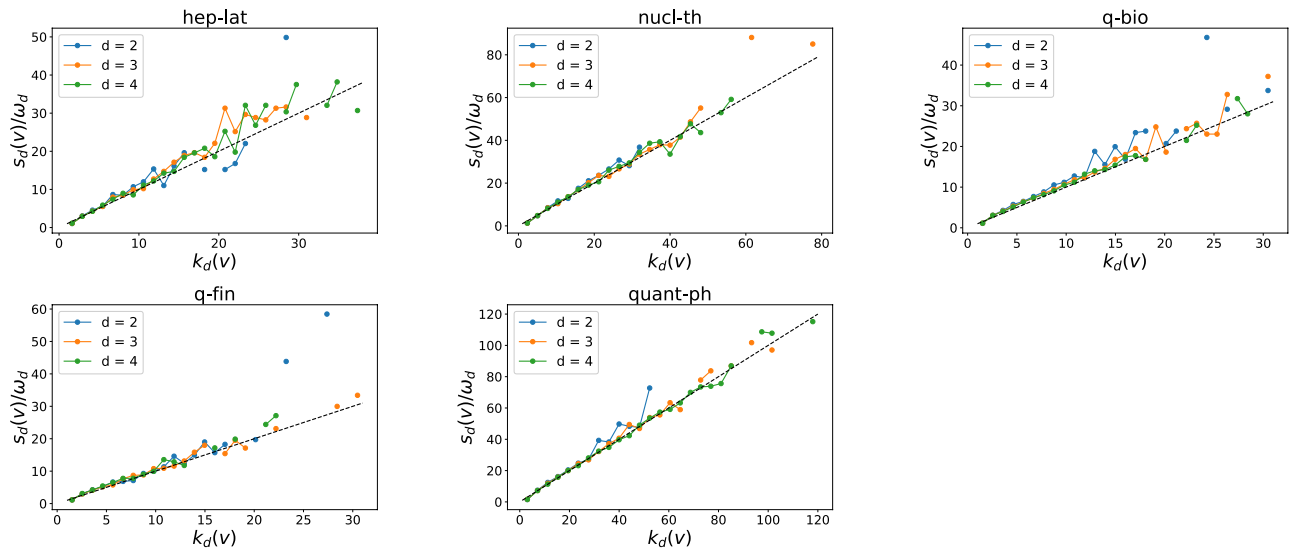 hep-lat
50
40
30
20
10
0
0 10 20 30
s_d(v)/ω_d
k_d(v)
d = 2
d = 3
d = 4
nucl-th
80
60
40
20
0
0 10 20 30 40 50 60 70 80
s_d(v)/ω_d
k_d(v)
d = 2
d = 3
d = 4
q-bio
40
30
20
10
0
0 5 10 15 20 25 30
s_d(v)/ω_d
k_d(v)
d = 2
d = 3
d = 4
q-fin
60
50
40
30
20
10
0
0 5 10 15 20 25 30
s_d(v)/ω_d
k_d(v)
d = 2
d = 3
d = 4
quant-ph
120
100
80
60
40
20
0
0 20 40 60 80 100 120
s_d(v)/ω_d
k_d(v)
d = 2
d = 3
d = 4